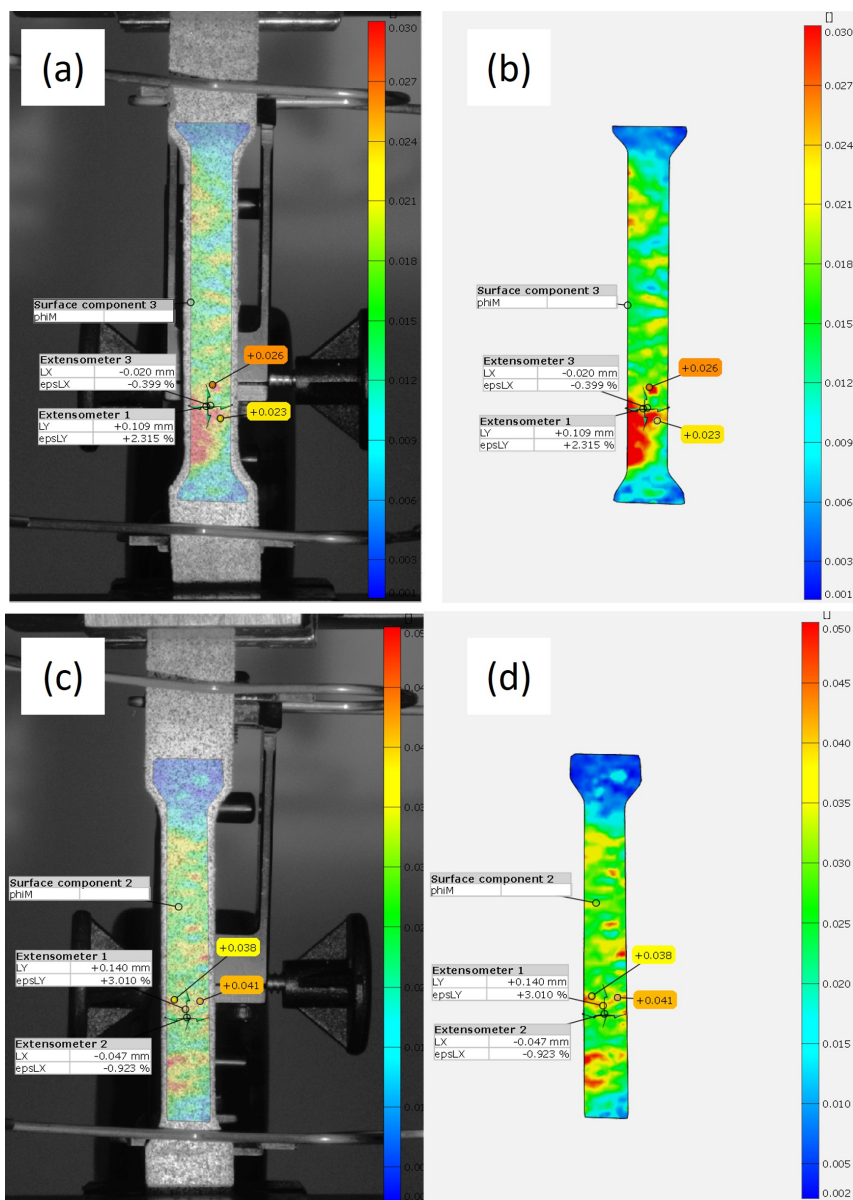 (a)
[]
0.030
0.027
0.024
0.021
0.018
0.016
0.012
0.009
0.006
0.003
0.001
Surface component 3
phiM
+0.026
Extensometer 3
LX -0.020 mm
epsLX -0.399 %
Extensometer 1
LY +0.109 mm
epsLY +2.315 %
+0.023
(b)
[]
0.030
0.027
0.024
0.021
0.018
0.016
0.012
0.009
0.006
0.003
0.001
Surface component 3
phiM
+0.026
Extensometer 3
LX -0.020 mm
epsLX -0.399 %
Extensometer 1
LY +0.109 mm
epsLY +2.315 %
+0.023
(c)
[]
Surface component 2
phiM
+0.038
Extensometer 1
LY +0.140 mm
epsLY +3.010 %
+0.041
Extensometer 2
LX -0.047 mm
epsLX -0.923 %
(d)
[]
0.050
0.045
0.040
0.035
0.030
0.025
0.020
0.015
0.010
0.002
Surface component 2
phiM
+0.038
Extensometer 1
LY +0.140 mm
epsLY +3.010 %
+0.041
Extensometer 2
LX -0.047 mm
epsLX -0.923 %